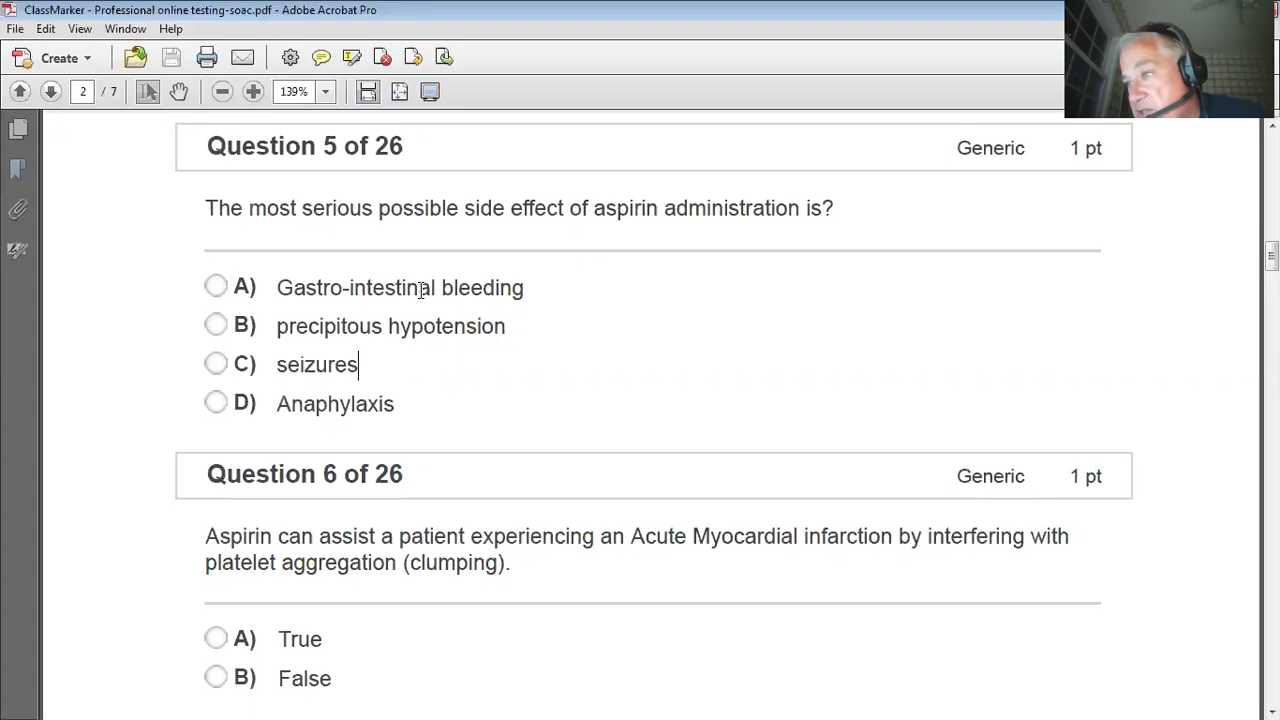 ClassMarker - Professional online testing-soac.pdf - Adobe Acrobat Pro
File Edit View Window Help
Create
2 / 7 139%
Question 5 of 26 Generic 1 pt
The most serious possible side effect of aspirin administration is?
A) Gastro-intestinal bleeding
B) precipitous hypotension
C) seizures
D) Anaphylaxis
Question 6 of 26 Generic 1 pt
Aspirin can assist a patient experiencing an Acute Myocardial infarction by interfering with
platelet aggregation (clumping).
A) True
B) False